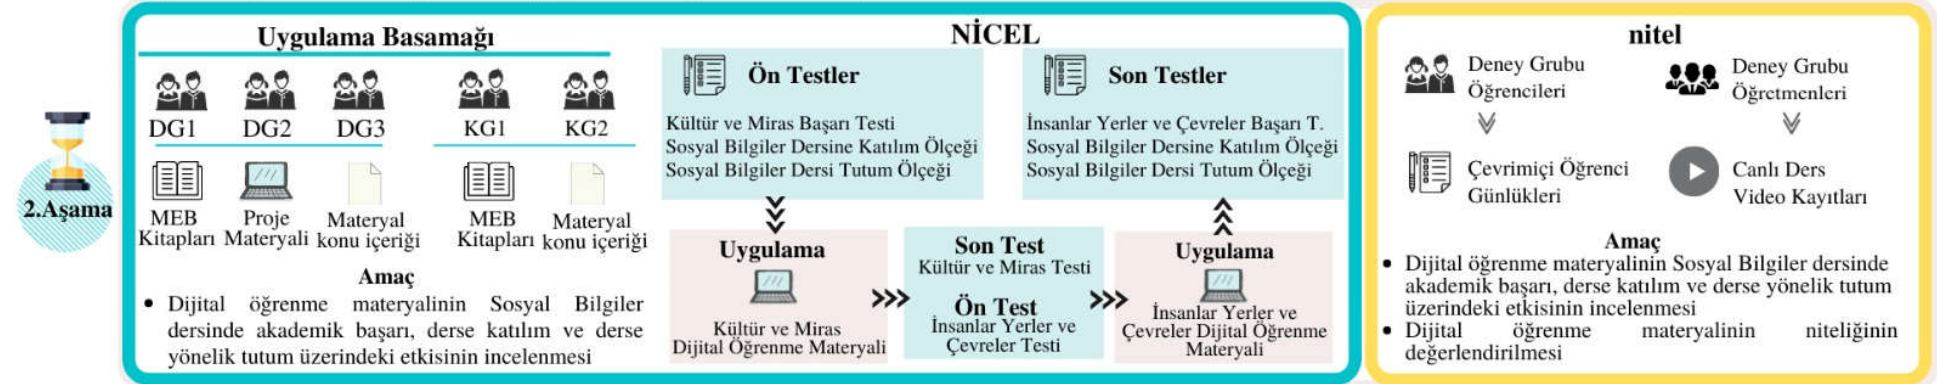 2.Aşama
Uygulama Basamağı
DG1 DG2 DG3 KG1 KG2
MEB Kitapları
Proje Materyali
Materyal konu içeriği
MEB Kitapları
Materyal konu içeriği
Amaç
• Dijital öğrenme materyalinin Sosyal Bilgiler
dersinde akademik başarı, derse katılım ve derse
yönelik tutum üzerindeki etkisinin incelenmesi
NİCEL
Ön Testler
Kültür ve Miras Başarı Testi
Sosyal Bilgiler Dersine Katılım Ölçeği
Sosyal Bilgiler Dersi Tutum Ölçeği
Uygulama
Kültür ve Miras
Dijital Öğrenme Materyali
Son Test
Kültür ve Miras Testi
Ön Test
İnsanlar Yerler ve
Çevreler Testi
Uygulama
İnsanlar Yerler ve
Çevreler Dijital Öğrenme
Materyali
Son Testler
İnsanlar Yerler ve Çevreler Başarı T.
Sosyal Bilgiler Dersine Katılım Ölçeği
Sosyal Bilgiler Dersi Tutum Ölçeği
nitel
Deney Grubu
Öğrencileri
Çevrimiçi Öğrenci
Günlükleri
Deney Grubu
Öğretmenleri
Canlı Ders
Video Kayıtları
Amaç
• Dijital öğrenme materyalinin Sosyal Bilgiler dersinde
akademik başarı, derse katılım ve derse yönelik tutum
üzerindeki etkisinin incelenmesi
• Dijital öğrenme materyalinin niteliğinin
değerlendirilmesi